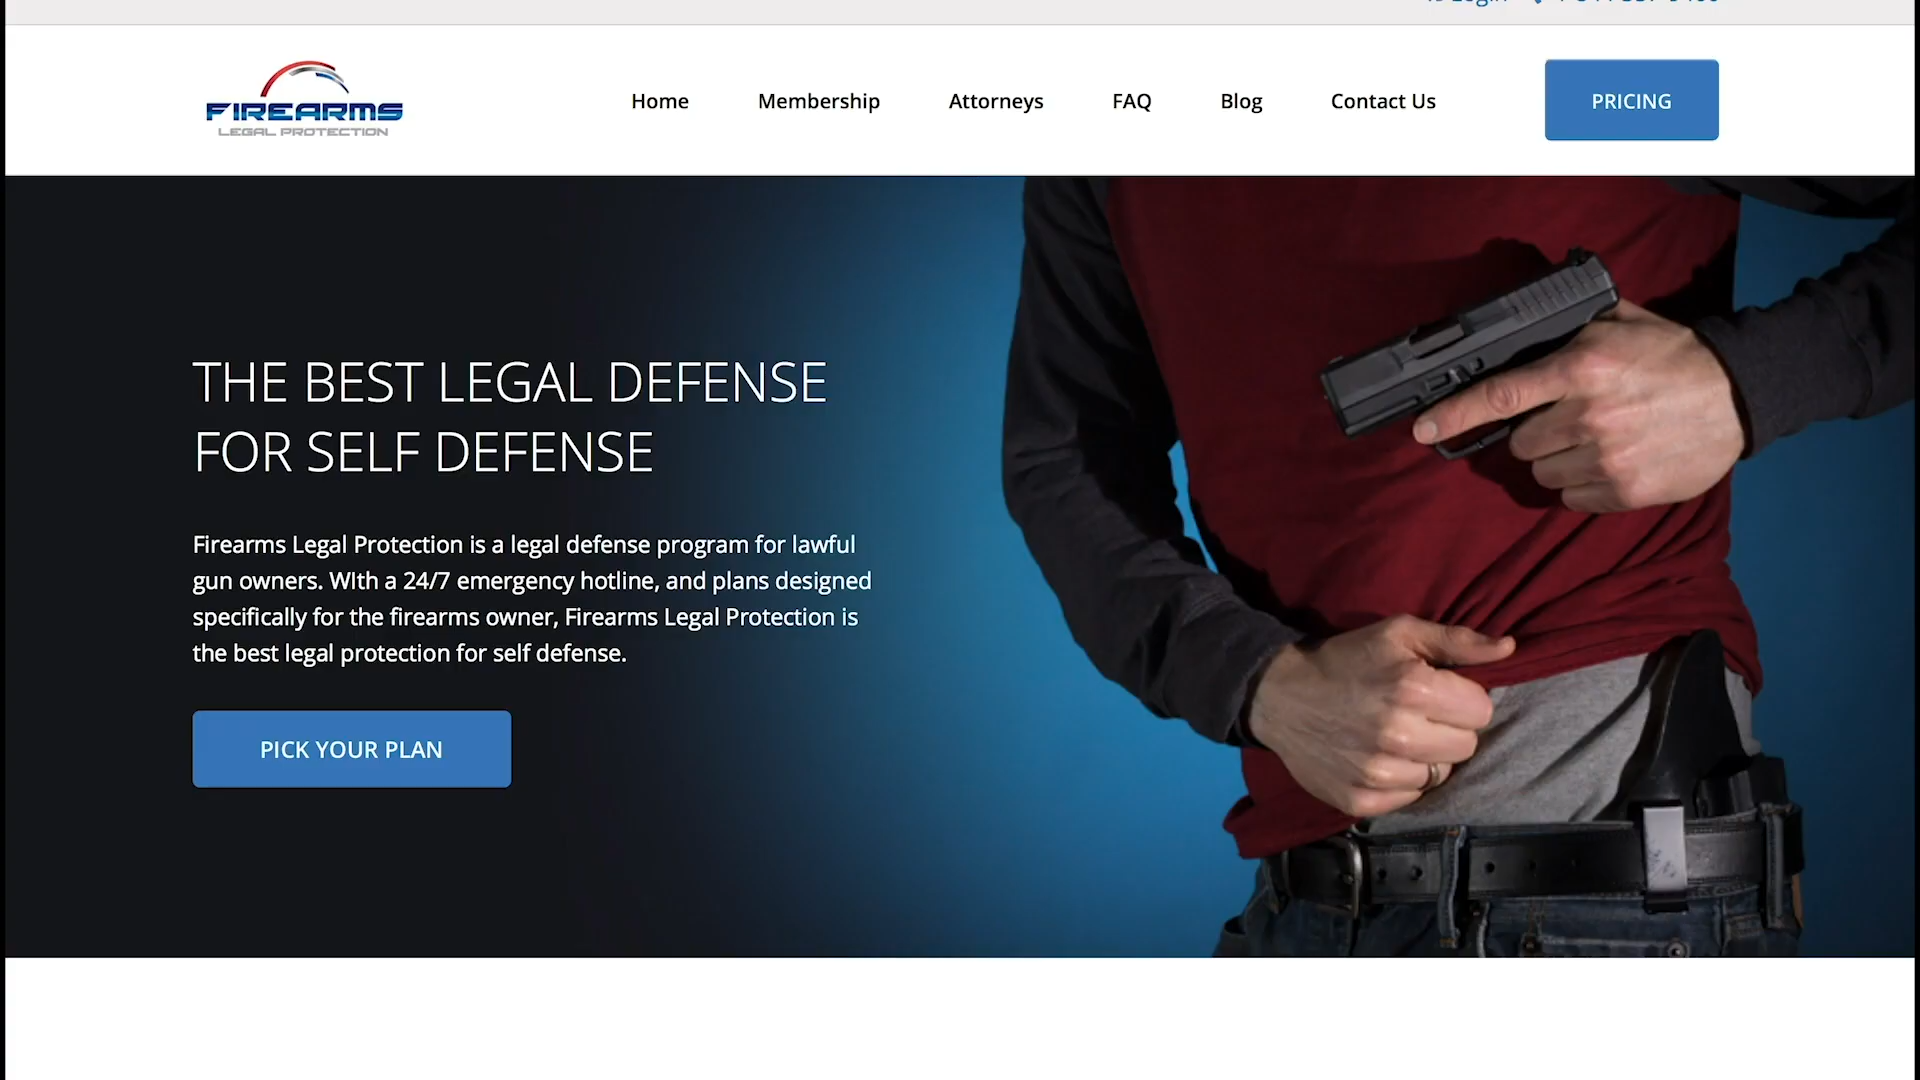 FIREARMS
LEGAL PROTECTION
Home
Membership
Attorneys
FAQ
Blog
Contact Us
PRICING
THE BEST LEGAL DEFENSE
FOR SELF DEFENSE
Firearms Legal Protection is a legal defense program for lawful
gun owners. WIth a 24/7 emergency hotline, and plans designed
specifically for the firearms owner, Firearms Legal Protection is
the best legal protection for self defense.
PICK YOUR PLAN